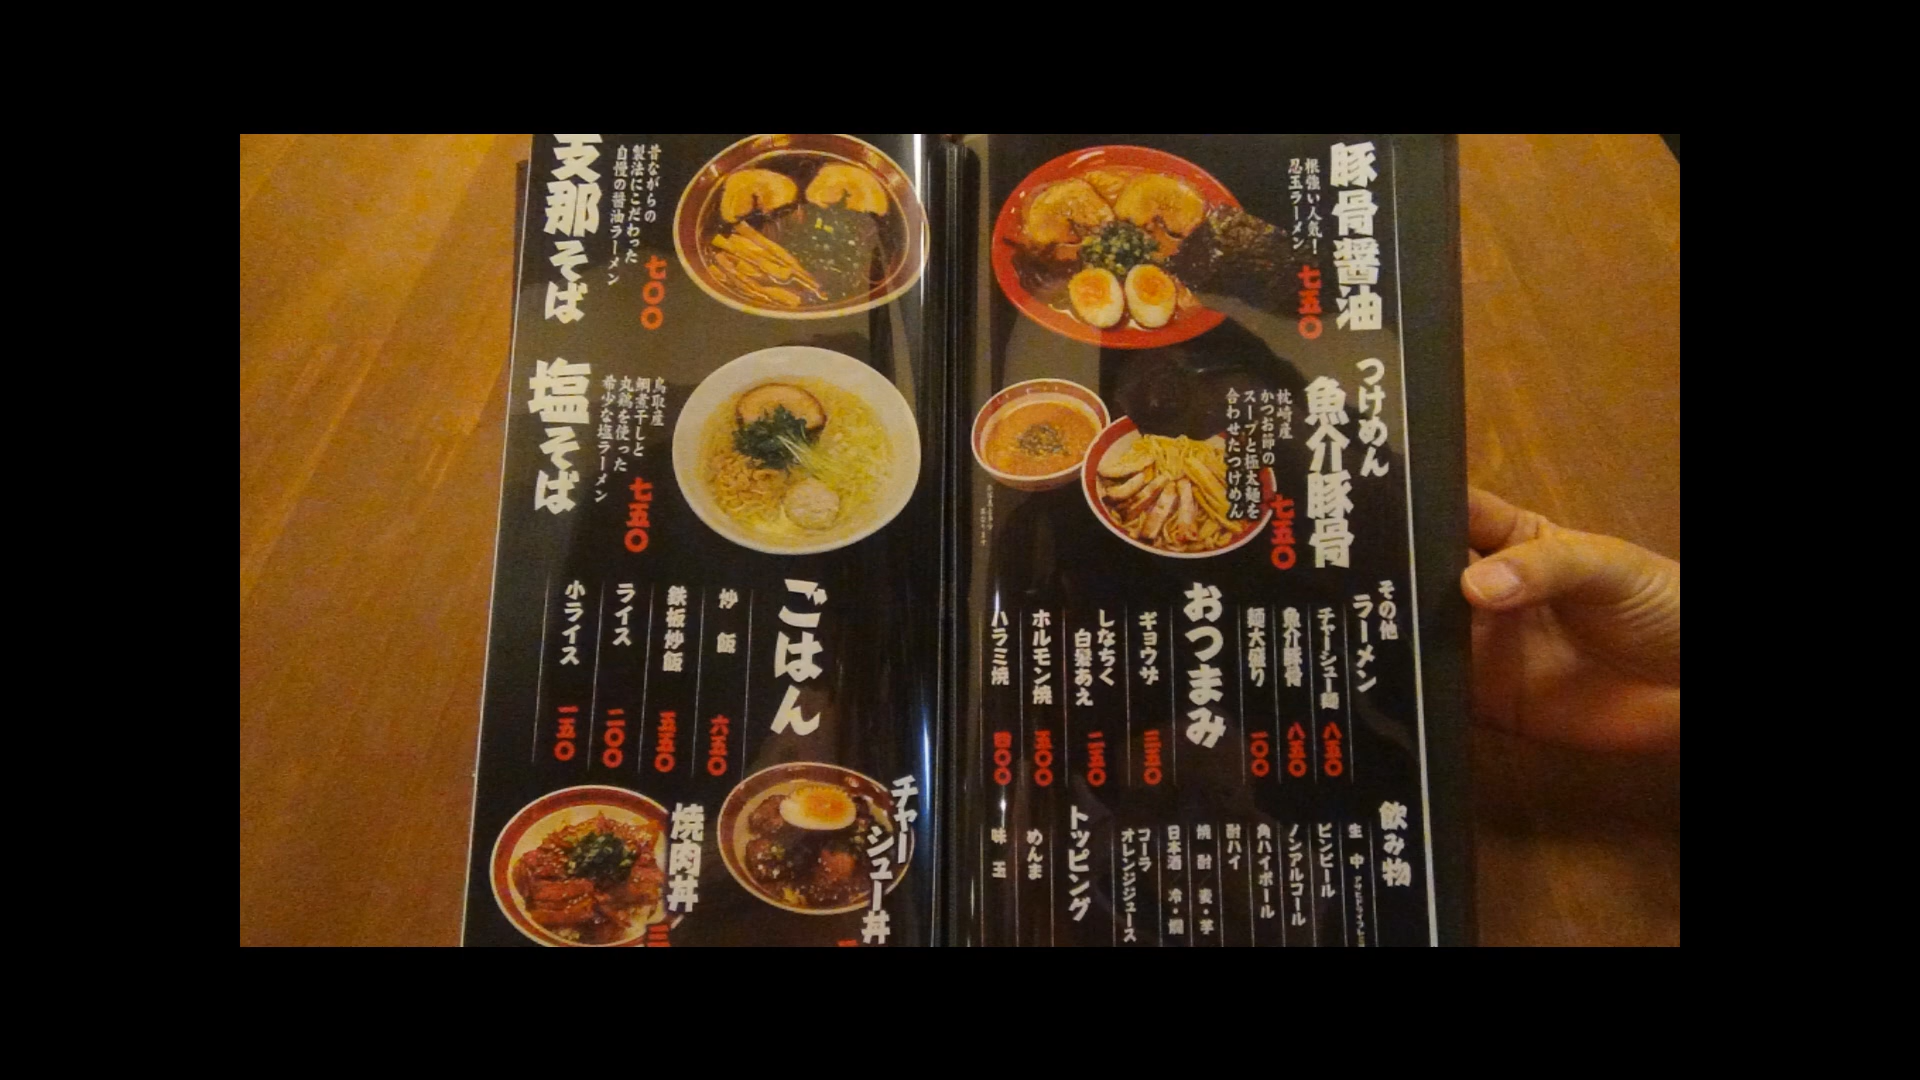 豚骨醤油
根強い人気!
忍玉ラーメン
七五〇
つけめん
魚介豚骨
枕崎産
かつお節の
スープと極太麺を
合わせたつけめん
七五〇
その他
ラーメン
チャーシュー麺
八五〇
魚介豚骨
八五〇
麺大盛り
一〇〇
おつまみ
ギョウザ
三五〇
しなちく
白髪あえ
二五〇
ホルモン焼
五〇〇
ハラミ焼
四〇〇
飲み物
生中
ビンビール
ノンアルコール
角ハイボール
酎ハイ
焼酎 麦・芋
日本酒 冷・燗
コーラ
オレンジジュース
トッピング
めんま
味玉
支那そば
昔ながらの
製法にこだわった
自慢の醤油ラーメン
七〇〇
塩そば
鳥取産
鯛煮干しと
丸鶏を使った
希少な塩ラーメン
七五〇
ごはん
炒飯
六五〇
鉄板炒飯
五五〇
ライス
二〇〇
小ライス
一五〇
チャーシュー丼
焼肉丼